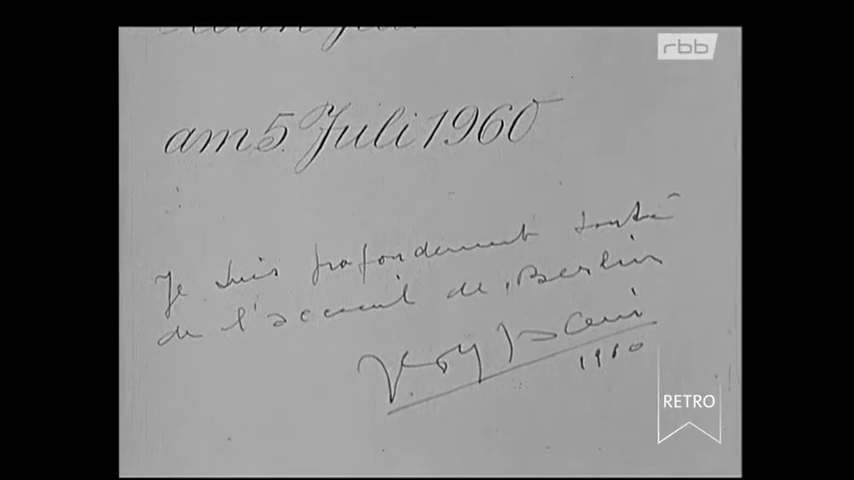 rbb
am 5. Juli 1960
Je suis profondement touché
de l'accueil de Berlin
1960
RETRO